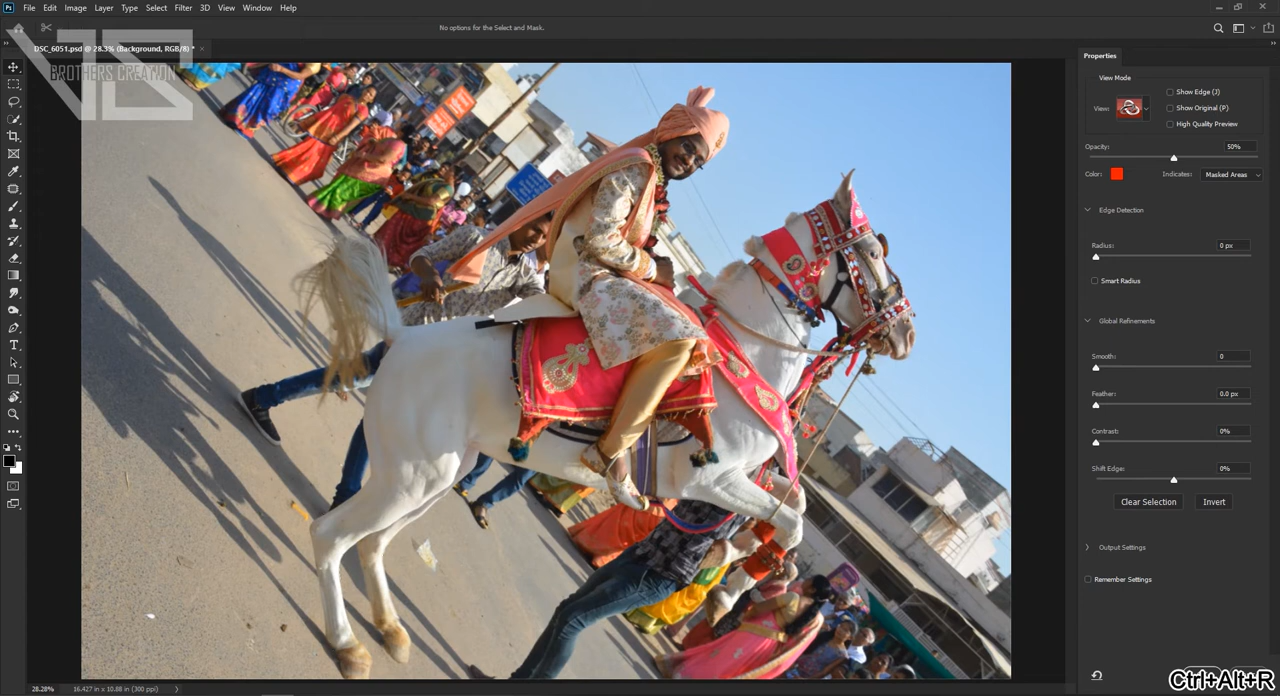 Ps File Edit Image Layer Type Select Filter 3D View Window Help
No options for the Select and Mask.
DSC_6051.psd @ 28.3% (Background, RGB/8) * ×
VS
BROTHERS CREATION
Properties
View Mode
View:
Show Edge (J)
Show Original (P)
High Quality Preview
Opacity: 50%
Color:
Indicates: Masked Areas
Edge Detection
Radius: 0 px
Smart Radius
Global Refinements
Smooth: 0
Feather: 0.0 px
Contrast: 0%
Shift Edge: 0%
Clear Selection Invert
Output Settings
Remember Settings
Ctrl+Alt+R
28.28% 16.427 in x 10.88 in (300 ppi)